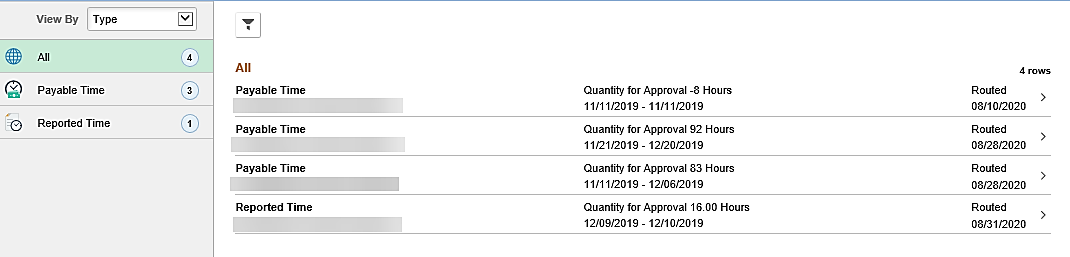 View By Type
All 4
Payable Time 3
Reported Time 1
All
4 rows
Payable Time Quantity for Approval -8 Hours Routed
11/11/2019 - 11/11/2019 08/10/2020
Payable Time Quantity for Approval 92 Hours Routed
11/21/2019 - 12/20/2019 08/28/2020
Payable Time Quantity for Approval 83 Hours Routed
11/11/2019 - 12/06/2019 08/28/2020
Reported Time Quantity for Approval 16.00 Hours Routed
12/09/2019 - 12/10/2019 08/31/2020